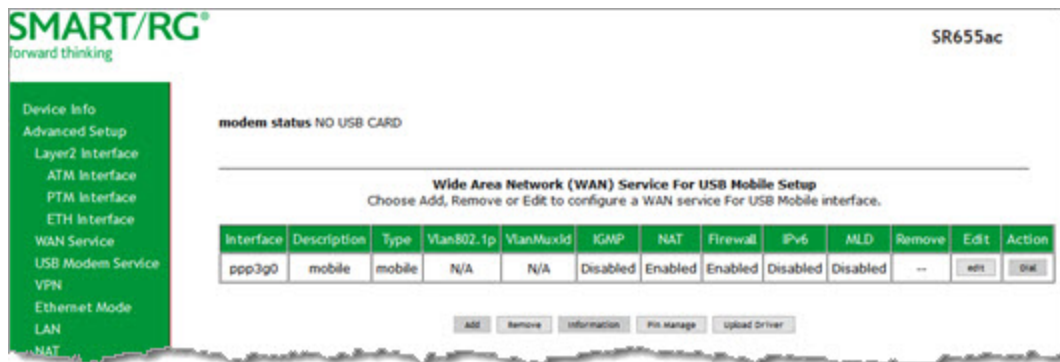 SMART/RG®
forward thinking
SR655ac
Device Info
Advanced Setup
Layer2 Interface
ATM Interface
PTM Interface
ETH Interface
WAN Service
USB Modem Service
VPN
Ethernet Mode
LAN
NAT
modem status NO USB CARD
Wide Area Network (WAN) Service For USB Mobile Setup
Choose Add, Remove or Edit to configure a WAN service For USB Mobile interface.
Interface Description Type Vlan802.1p VlanMuxId IGMP NAT Firewall IPv6 MLD Remove Edit Action
ppp3g0 mobile mobile N/A N/A Disabled Enabled Enabled Disabled Disabled -- edit Dial
Add Remove Information Pin Manage Upload Driver